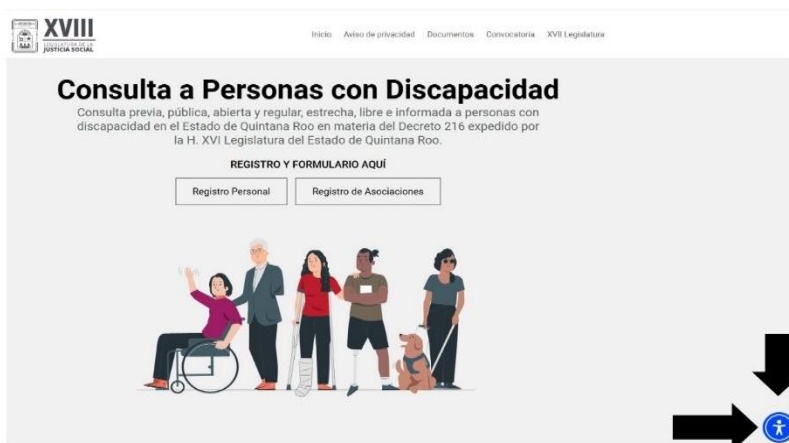 XVIII
LEGISLATURA DE LA
JUSTICIA SOCIAL
Inicio Aviso de privacidad Documentos Convocatoria XVII Legislatura
Consulta a Personas con Discapacidad
Consulta previa, pública, abierta y regular, estrecha, libre e informada a personas con
discapacidad en el Estado de Quintana Roo en materia del Decreto 216 expedido por
la H. XVI Legislatura del Estado de Quintana Roo.
REGISTRO Y FORMULARIO AQUÍ
Registro Personal Registro de Asociaciones